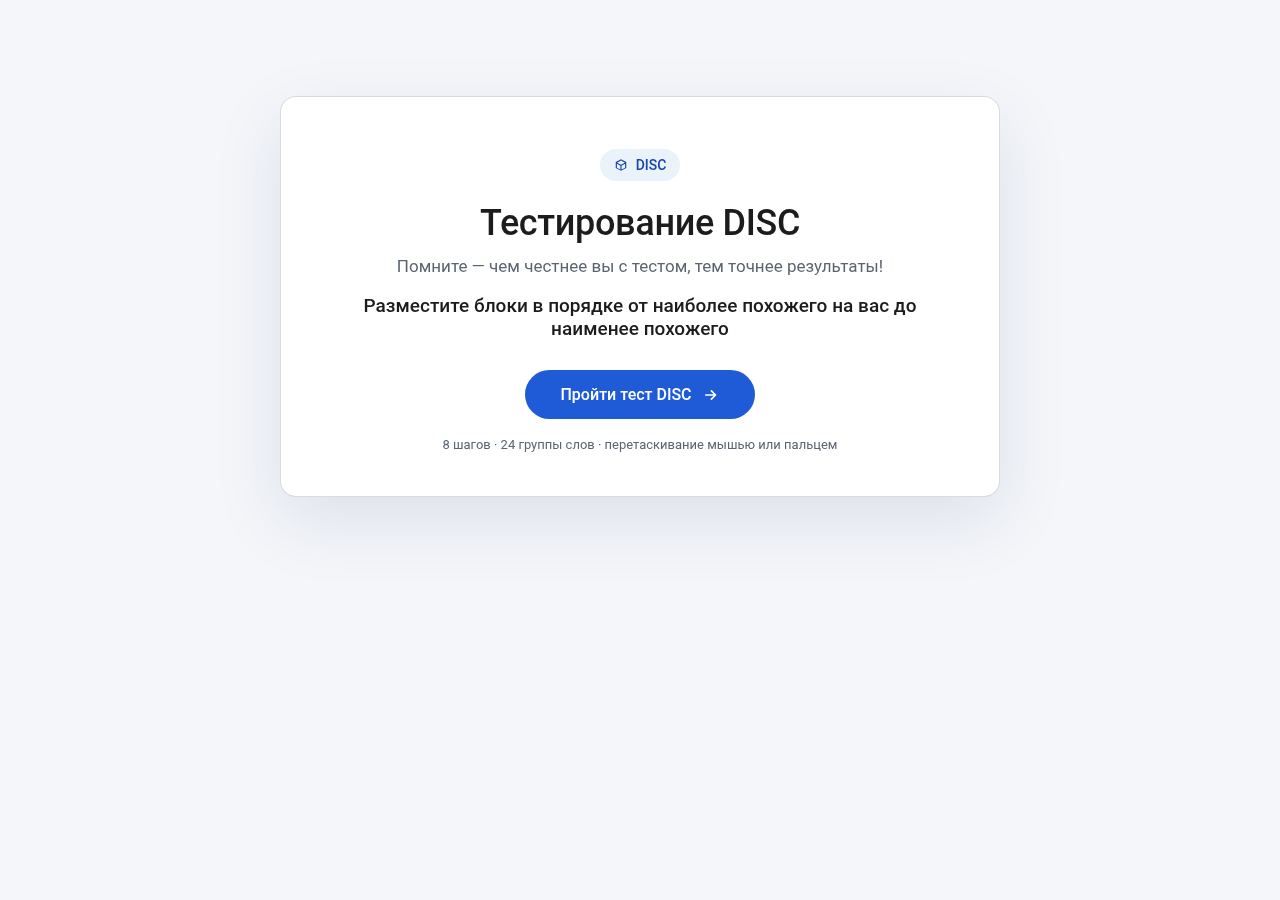 DISC
Тестирование DISC
Помните — чем честнее вы с тестом, тем точнее результаты!
Разместите блоки в порядке от наиболее похожего на вас до
наименее похожего
Пройти тест DISC →
8 шагов · 24 группы слов · перетаскивание мышью или пальцем